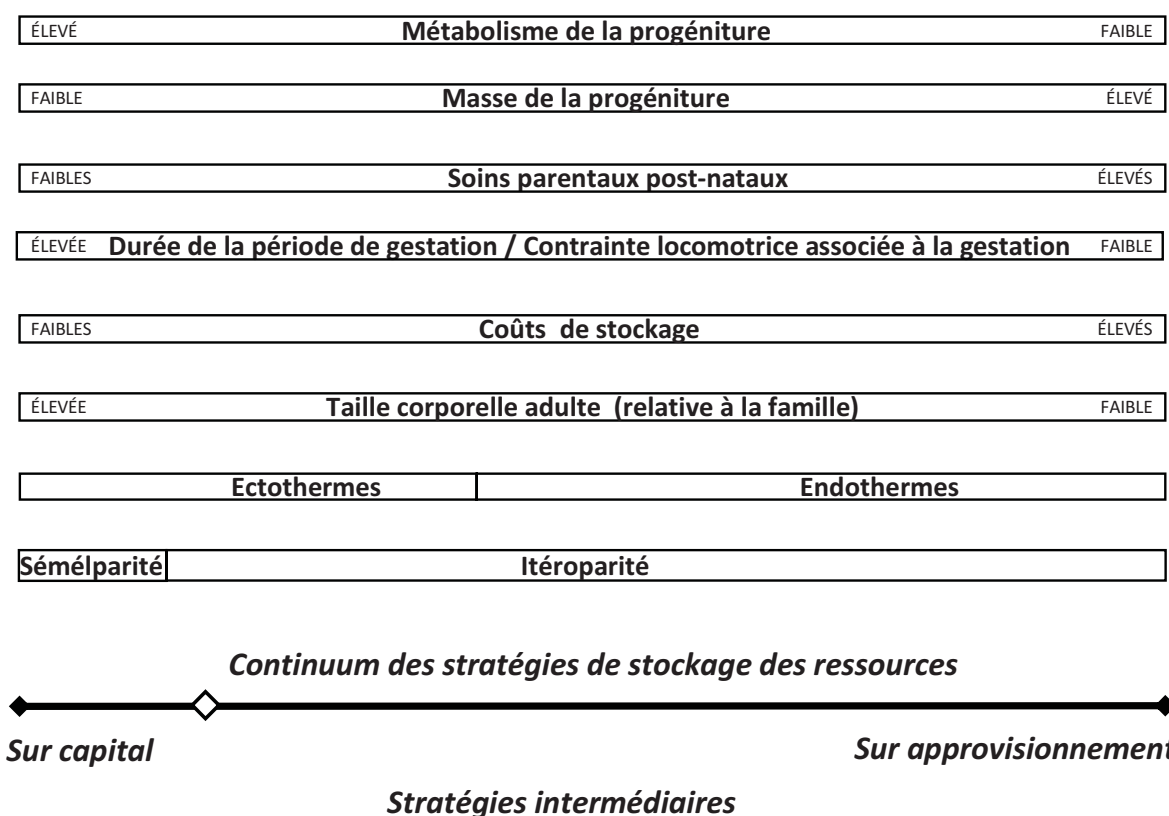 ÉLEVÉ Métabolisme de la progéniture FAIBLE
FAIBLE Masse de la progéniture ÉLEVÉ
FAIBLES Soins parentaux post-nataux ÉLEVÉS
ÉLEVÉE Durée de la période de gestation / Contrainte locomotrice associée à la gestation FAIBLE
FAIBLES Coûts de stockage ÉLEVÉS
ÉLEVÉE Taille corporelle adulte (relative à la famille) FAIBLE
Ectothermes Endothermes
Sémélparité Itéroparité
Continuum des stratégies de stockage des ressources
Sur capital Sur approvisionnement
Stratégies intermédiaires